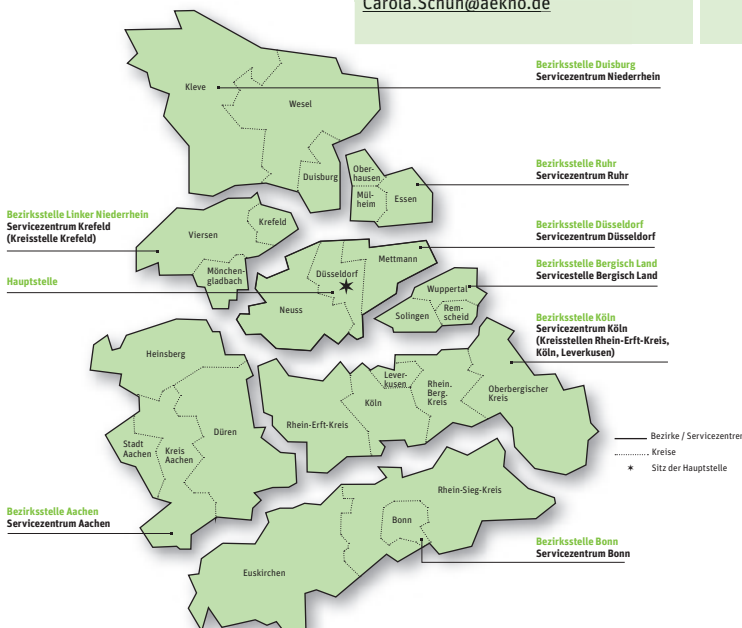 Carola.Schuh@aekno.de
Bezirksstelle Duisburg
Servicezentrum Niederrhein
Kleve
Wesel
Duisburg
Ober-
hausen
Mül-
heim
Essen
Bezirksstelle Ruhr
Servicezentrum Ruhr
Bezirksstelle Linker Niederrhein
Servicezentrum Krefeld
(Kreisstelle Krefeld)
Viersen
Krefeld
Mönchen-
gladbach
Bezirksstelle Düsseldorf
Servicezentrum Düsseldorf
Mettmann
Düsseldorf
Neuss
Hauptstelle
Bezirksstelle Bergisch Land
Servicestelle Bergisch Land
Wuppertal
Solingen
Rem-
scheid
Bezirksstelle Köln
Servicezentrum Köln
(Kreisstellen Rhein-Erft-Kreis,
Köln, Leverkusen)
Heinsberg
Stadt
Aachen
Kreis
Aachen
Düren
Rhein-Erft-Kreis
Köln
Lever-
kusen
Rhein.
Berg.
Kreis
Oberbergischer
Kreis
Bezirke / Servicezentren
Kreise
Sitz der Hauptstelle
Bezirksstelle Aachen
Servicezentrum Aachen
Rhein-Sieg-Kreis
Bonn
Euskirchen
Bezirksstelle Bonn
Servicezentrum Bonn